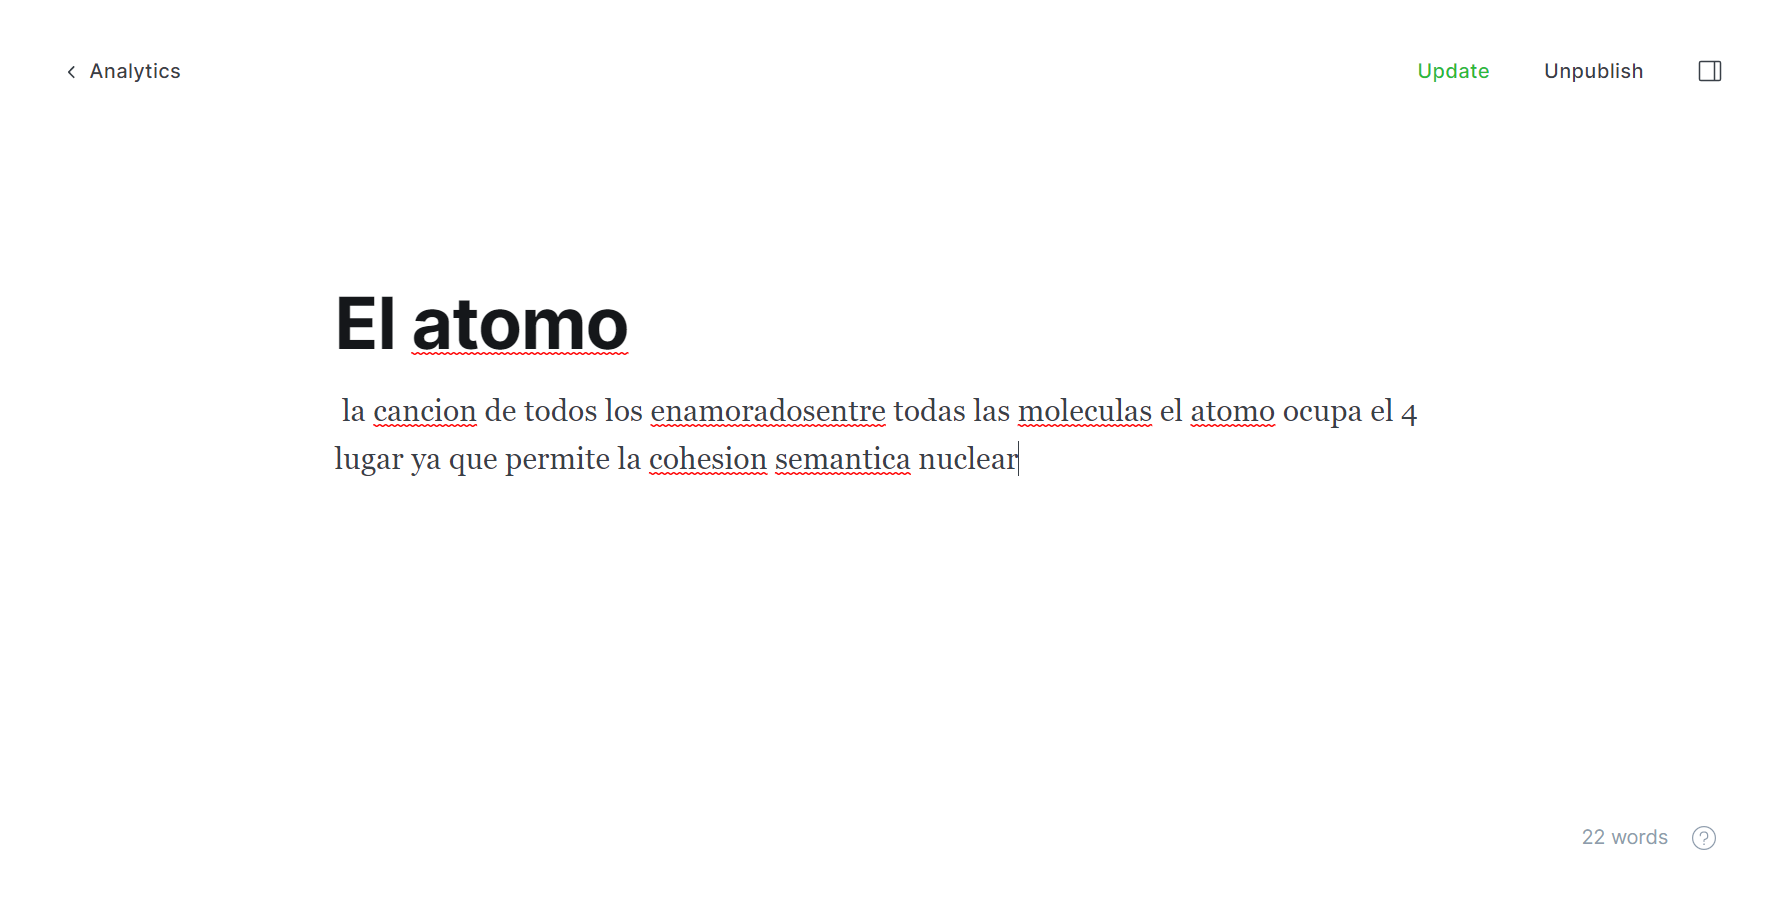 Analytics
Update
Unpublish
El atomo
la cancion de todos los enamoradosentre todas las moleculas el atomo ocupa el 4
lugar ya que permite la cohesion semantica nuclear
22 words
?